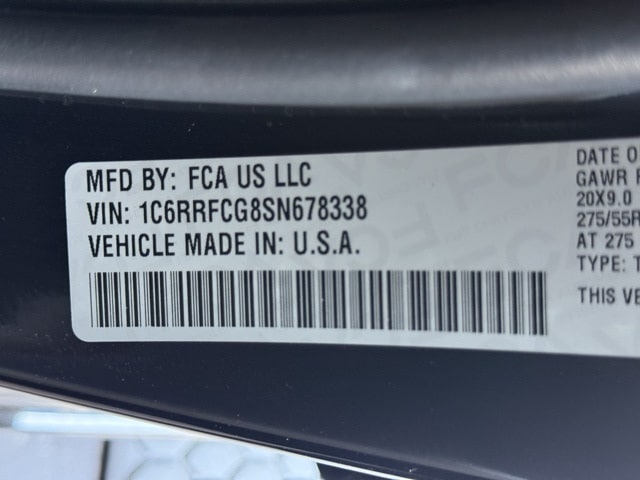 MFD BY: FCA US LLC
VIN: 1C6RRFCG8SN678338
VEHICLE MADE IN: U.S.A.
DATE O
GAWR
20X9.0
275/55R
AT 275
TYPE: T
THIS VE